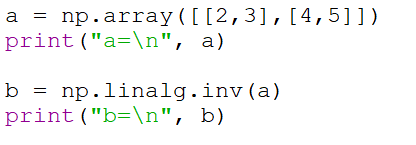 a = np.array([[2,3],[4,5]])
print("a=\n", a)
b = np.linalg.inv(a)
print("b=\n", b)